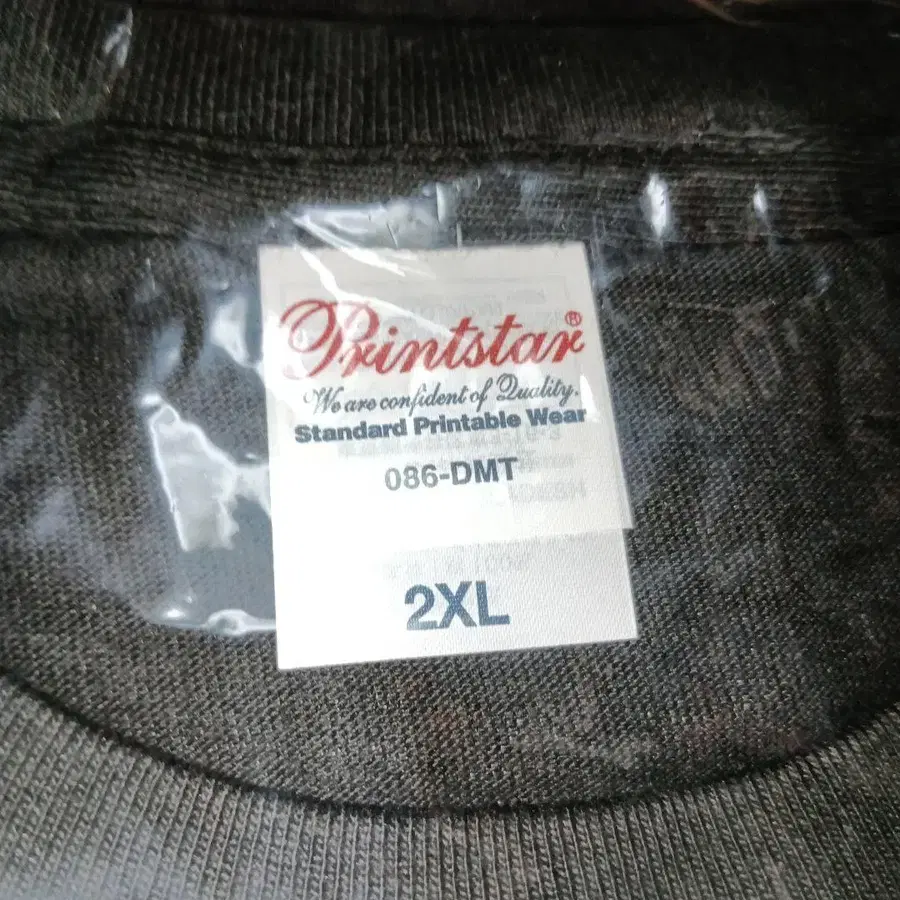 Printstar®
We are confident of Quality.
Standard Printable Wear
086-DMT
2XL